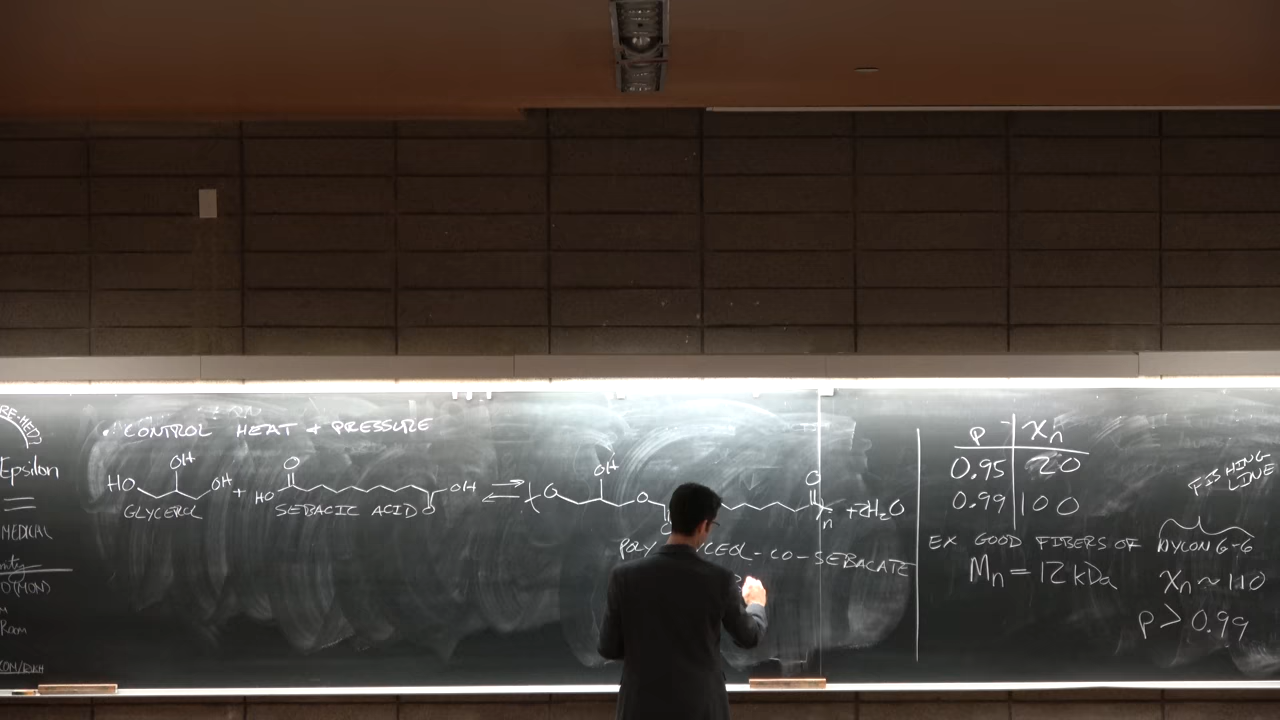 Epsilon
MEDICAL
ROOM
• CONTROL HEAT + PRESSURE
HO OH OH + HO O O OH ⇌ O OH O O n + 2H₂O
GLYCEROL
SEBACIC ACID
POLY
-CO-SEBACATE
p Xn
0.95 20
0.99 100
EX GOOD FIBERS OF NYLON 6-6
FISHING
LINE
Mn = 12 kDa
Xn ~ 110
p > 0.99